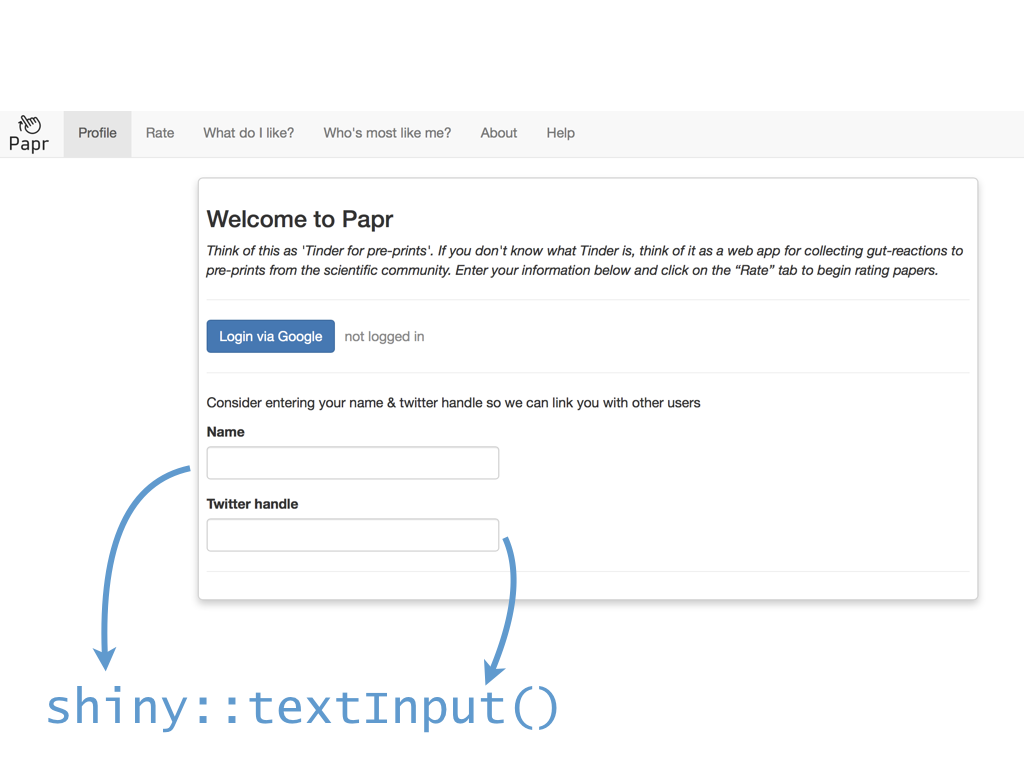 Papr
Profile
Rate
What do I like?
Who's most like me?
About
Help
Welcome to Papr
Think of this as 'Tinder for pre-prints'. If you don't know what Tinder is, think of it as a web app for collecting gut-reactions to
pre-prints from the scientific community. Enter your information below and click on the “Rate” tab to begin rating papers.
Login via Google
not logged in
Consider entering your name & twitter handle so we can link you with other users
Name
Twitter handle
shiny::textInput()